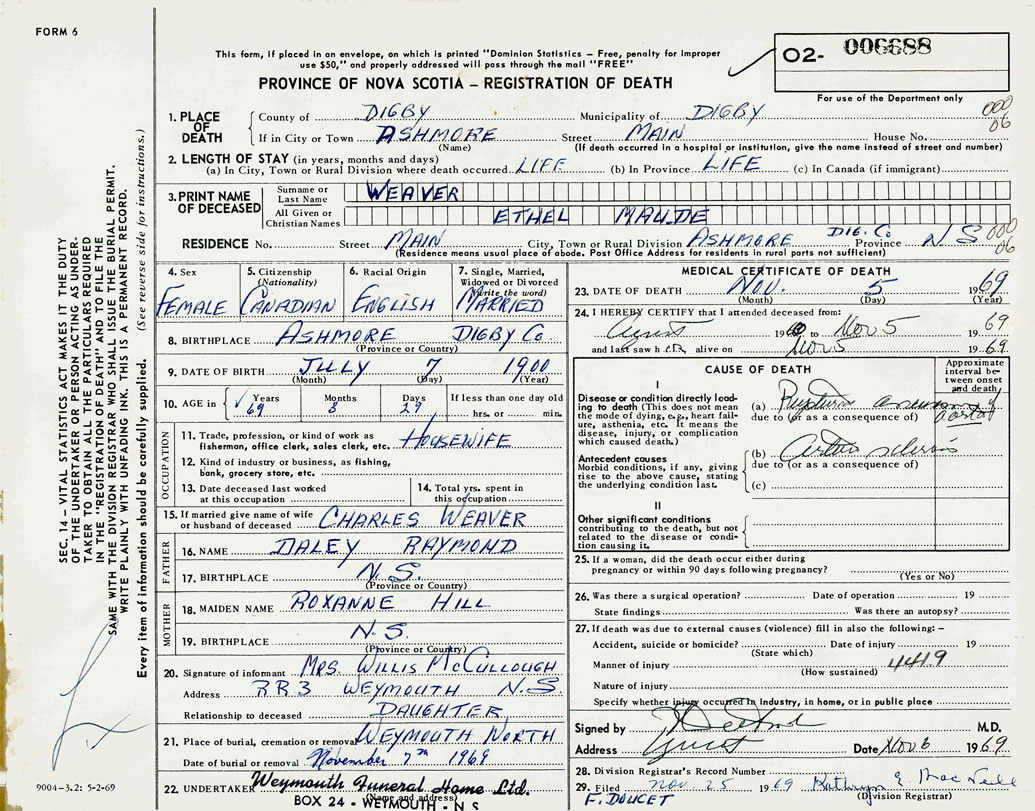 FORM 6
This form, if placed in an envelope, on which is printed "Dominion Statistics – Free, penalty for improper
use $50," and properly addressed will pass through the mail "FREE"
PROVINCE OF NOVA SCOTIA – REGISTRATION OF DEATH
02- 006688
For use of the Department only
SEC. 14 – VITAL STATISTICS ACT MAKES IT THE DUTY
OF THE UNDERTAKER OR PERSON ACTING AS UNDER-
TAKER TO OBTAIN ALL THE PARTICULARS REQUIRED
IN THE "REGISTRATION OF DEATH" AND TO FILE THE
SAME WITH THE DIVISION REGISTRAR WHO SHALL ISSUE THE BURIAL PERMIT.
WRITE PLAINLY WITH UNFADING INK. THIS IS A PERMANENT RECORD.
Every item of information should be carefully supplied. (See reverse side for instructions.)
1. PLACE OF DEATH
County of DIGBY Municipality of DIGBY 000
If in City or Town ASHMORE Street MAIN House No. 06
(Name) (If death occurred in a hospital or institution, give the name instead of street and number)
2. LENGTH OF STAY (in years, months and days)
(a) In City, Town or Rural Division where death occurred LIFE (b) In Province LIFE (c) In Canada (if immigrant)
3. PRINT NAME OF DECEASED
Surname or Last Name WEAVER
All Given or Christian Names ETHEL MAUDE
RESIDENCE No. Street MAIN City, Town or Rural Division ASHMORE DIG. Co Province N S 000 06
(Residence means usual place of abode. Post Office Address for residents in rural parts not sufficient)
4. Sex FEMALE
5. Citizenship (Nationality) CANADIAN
6. Racial Origin ENGLISH
7. Single, Married, Widowed or Divorced (write the word) MARRIED
8. BIRTHPLACE ASHMORE DIGBY Co.
(Province or Country)
9. DATE OF BIRTH JULY 7 1900
(Month) (Day) (Year)
10. AGE in Years 69 Months 8 Days 29 If less than one day old hrs. or min.
OCCUPATION
11. Trade, profession, or kind of work as fisherman, office clerk, sales clerk, etc. HOUSEWIFE
12. Kind of industry or business, as fishing, bank, grocery store, etc.
13. Date deceased last worked at this occupation
14. Total yrs. spent in this occupation
15. If married give name of wife or husband of deceased CHARLES WEAVER
FATHER
16. NAME DALEY RAYMOND
17. BIRTHPLACE N.S.
(Province or Country)
MOTHER
18. MAIDEN NAME ROXANNE HILL
19. BIRTHPLACE N.S.
(Province or Country)
20. Signature of informant MRS. WILLIS McCULLOUGH
Address RR3 WEYMOUTH N.S.
Relationship to deceased DAUGHTER
21. Place of burial, cremation or removal WEYMOUTH NORTH
Date of burial or removal November 7th 1969
22. UNDERTAKER Weymouth Funeral Home Ltd.
(Name and address)
BOX 24 - WEYMOUTH - N S
9004-3.2: 5-2-69
MEDICAL CERTIFICATE OF DEATH
23. DATE OF DEATH NOV. 5 1969
(Month) (Day) (Year)
24. I HEREBY CERTIFY that I attended deceased from:
August 19 to Nov 5 1969
and last saw h er alive on Nov 5 1969.
CAUSE OF DEATH
Approximate interval between onset and death
I
Disease or condition directly leading to death (This does not mean the mode of dying, e.g., heart failure, asthenia, etc. It means the disease, injury, or complication which caused death.)
(a) Ruptured aneurysm of aorta
due to (or as a consequence of)
Antecedent causes
Morbid conditions, if any, giving rise to the above cause, stating the underlying condition last.
(b)
due to (or as a consequence of)
(c)
II
Other significant conditions contributing to the death, but not related to the disease or condition causing it.
25. If a woman, did the death occur either during pregnancy or within 90 days following pregnancy?
(Yes or No)
26. Was there a surgical operation? Date of operation 19
State findings Was there an autopsy?
27. If death was due to external causes (violence) fill in also the following: –
Accident, suicide or homicide? Date of injury 19
(State which)
Manner of injury 441.9
(How sustained)
Nature of injury
Specify whether injury occurred in Industry, in home, or in public place
Signed by M.D.
Address Date Nov 6 1969
28. Division Registrar's Record Number
29. Filed Nov. 25 1969 Kathryn E. MacNeil
F. DOUCET (Division Registrar)